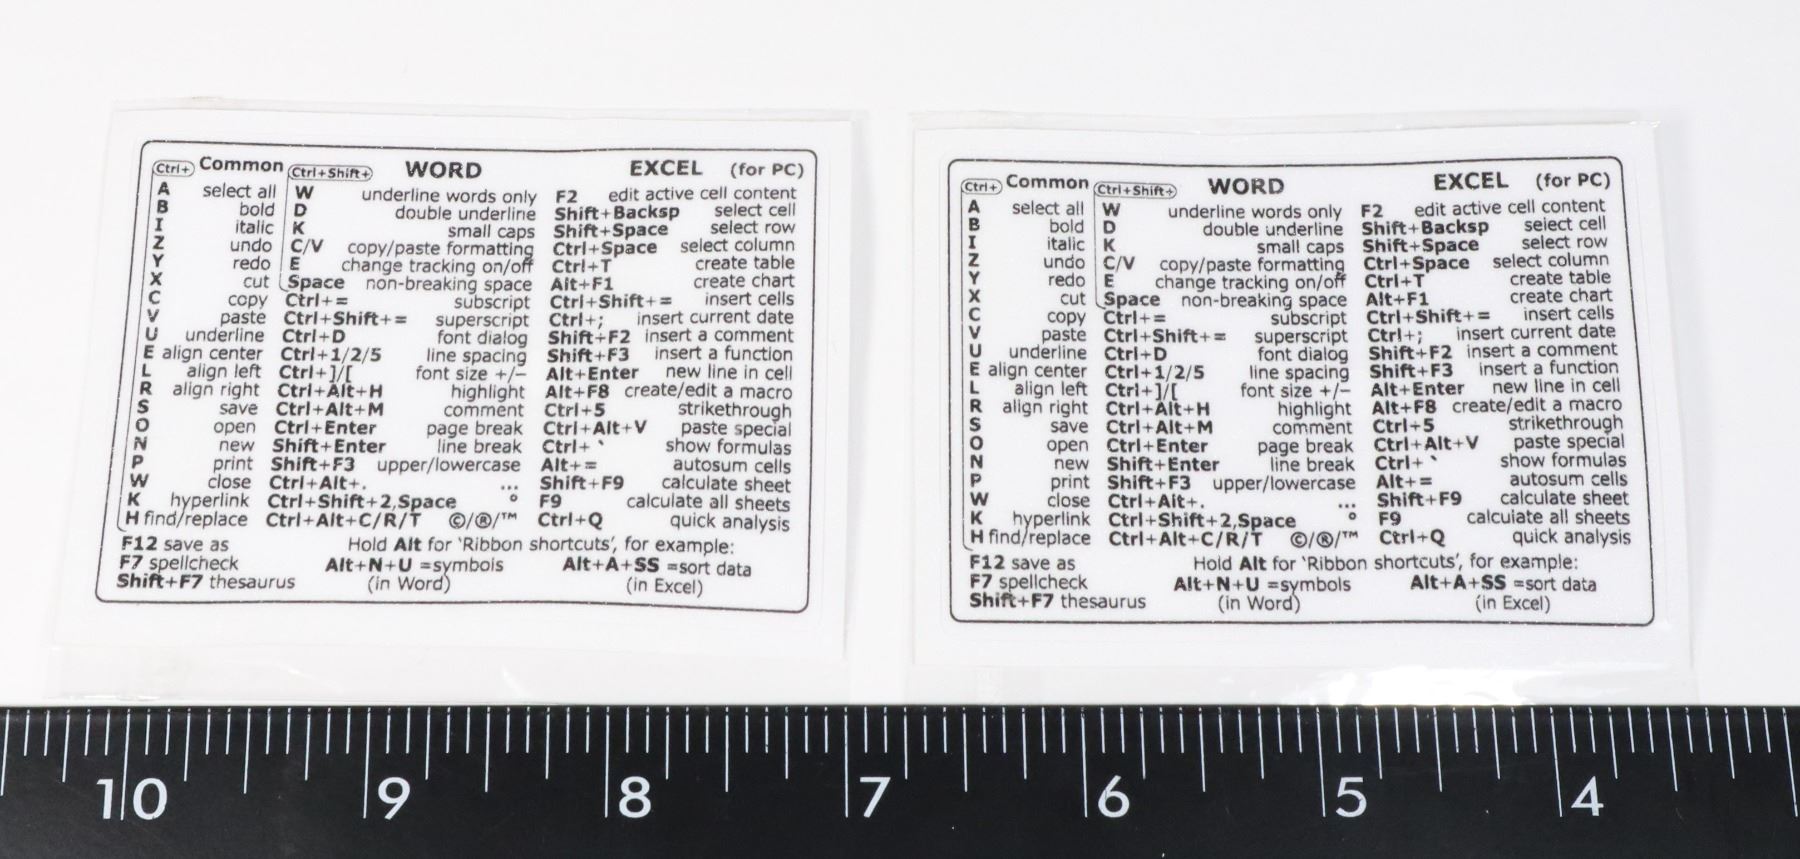 Ctrl+ Common Ctrl+Shift+ WORD EXCEL (for PC)
A select all W underline words only F2 edit active cell content
B bold D double underline Shift+Backsp select cell
I italic K small caps Shift+Space select row
Z undo C/V copy/paste formatting Ctrl+Space select column
Y redo E change tracking on/off Ctrl+T create table
X cut Space non-breaking space Alt+F1 create chart
C copy Ctrl+= subscript Ctrl+Shift+= insert cells
V paste Ctrl+Shift+= superscript Ctrl+; insert current date
U underline Ctrl+D font dialog Shift+F2 insert a comment
E align center Ctrl+1/2/5 line spacing Shift+F3 insert a function
L align left Ctrl+]/[ font size +/− Alt+Enter new line in cell
R align right Ctrl+Alt+H highlight Alt+F8 create/edit a macro
S save Ctrl+Alt+M comment Ctrl+5 strikethrough
O open Ctrl+Enter page break Ctrl+Alt+V paste special
N new Shift+Enter line break Ctrl+` show formulas
P print Shift+F3 upper/lowercase Alt+= autosum cells
W close Ctrl+Alt+. ... Shift+F9 calculate sheet
K hyperlink Ctrl+Shift+2,Space ° F9 calculate all sheets
H find/replace Ctrl+Alt+C/R/T ©/®/™ Ctrl+Q quick analysis
F12 save as Hold Alt for 'Ribbon shortcuts', for example:
F7 spellcheck Alt+N+U =symbols Alt+A+SS =sort data
Shift+F7 thesaurus (in Word) (in Excel)
Ctrl+ Common Ctrl+Shift+ WORD EXCEL (for PC)
A select all W underline words only F2 edit active cell content
B bold D double underline Shift+Backsp select cell
I italic K small caps Shift+Space select row
Z undo C/V copy/paste formatting Ctrl+Space select column
Y redo E change tracking on/off Ctrl+T create table
X cut Space non-breaking space Alt+F1 create chart
C copy Ctrl+= subscript Ctrl+Shift+= insert cells
V paste Ctrl+Shift+= superscript Ctrl+; insert current date
U underline Ctrl+D font dialog Shift+F2 insert a comment
E align center Ctrl+1/2/5 line spacing Shift+F3 insert a function
L align left Ctrl+]/[ font size +/− Alt+Enter new line in cell
R align right Ctrl+Alt+H highlight Alt+F8 create/edit a macro
S save Ctrl+Alt+M comment Ctrl+5 strikethrough
O open Ctrl+Enter page break Ctrl+Alt+V paste special
N new Shift+Enter line break Ctrl+` show formulas
P print Shift+F3 upper/lowercase Alt+= autosum cells
W close Ctrl+Alt+. ... Shift+F9 calculate sheet
K hyperlink Ctrl+Shift+2,Space ° F9 calculate all sheets
H find/replace Ctrl+Alt+C/R/T ©/®/™ Ctrl+Q quick analysis
F12 save as Hold Alt for 'Ribbon shortcuts', for example:
F7 spellcheck Alt+N+U =symbols Alt+A+SS =sort data
Shift+F7 thesaurus (in Word) (in Excel)
10 9 8 7 6 5 4